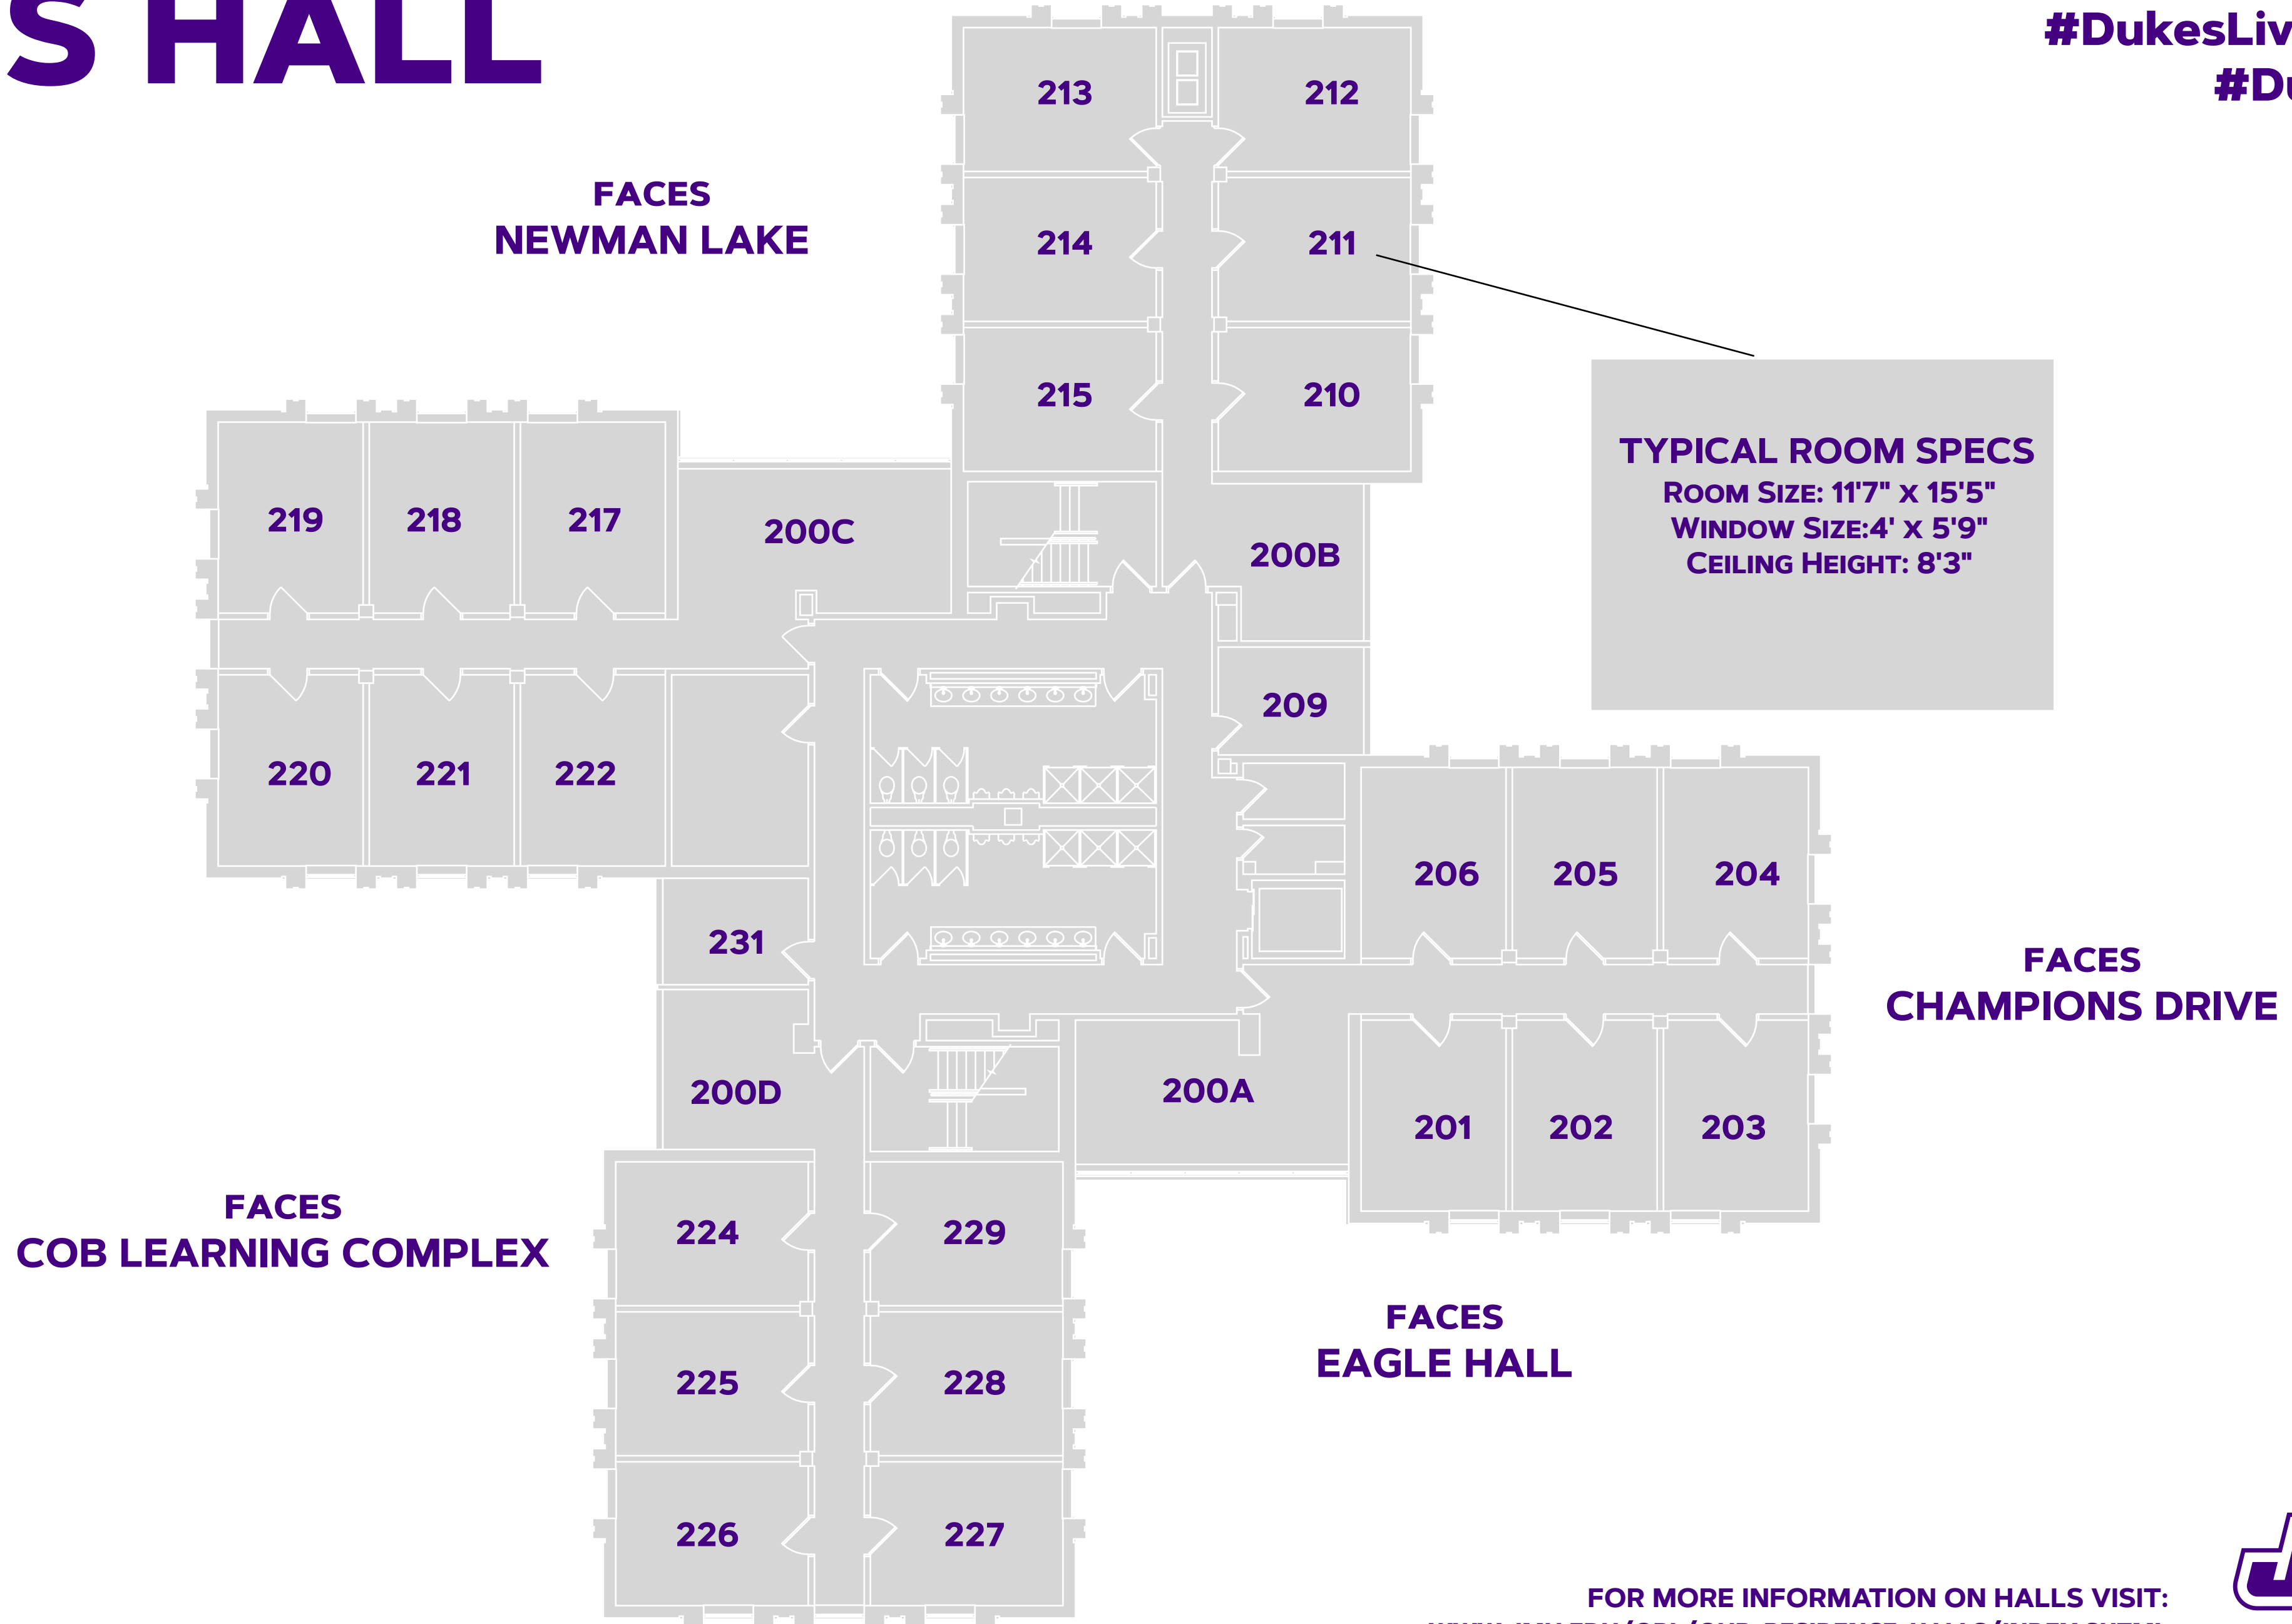 S HALL
#DukesLiv
#Du
FACES
NEWMAN LAKE
213
212
214
211
215
210
TYPICAL ROOM SPECS
ROOM SIZE: 11'7" X 15'5"
WINDOW SIZE:4' X 5'9"
CEILING HEIGHT: 8'3"
219
218
217
200C
200B
209
220
221
222
206
205
204
231
FACES
CHAMPIONS DRIVE
200D
200A
201
202
203
FACES
COB LEARNING COMPLEX
224
229
FACES
EAGLE HALL
225
228
226
227
FOR MORE INFORMATION ON HALLS VISIT: